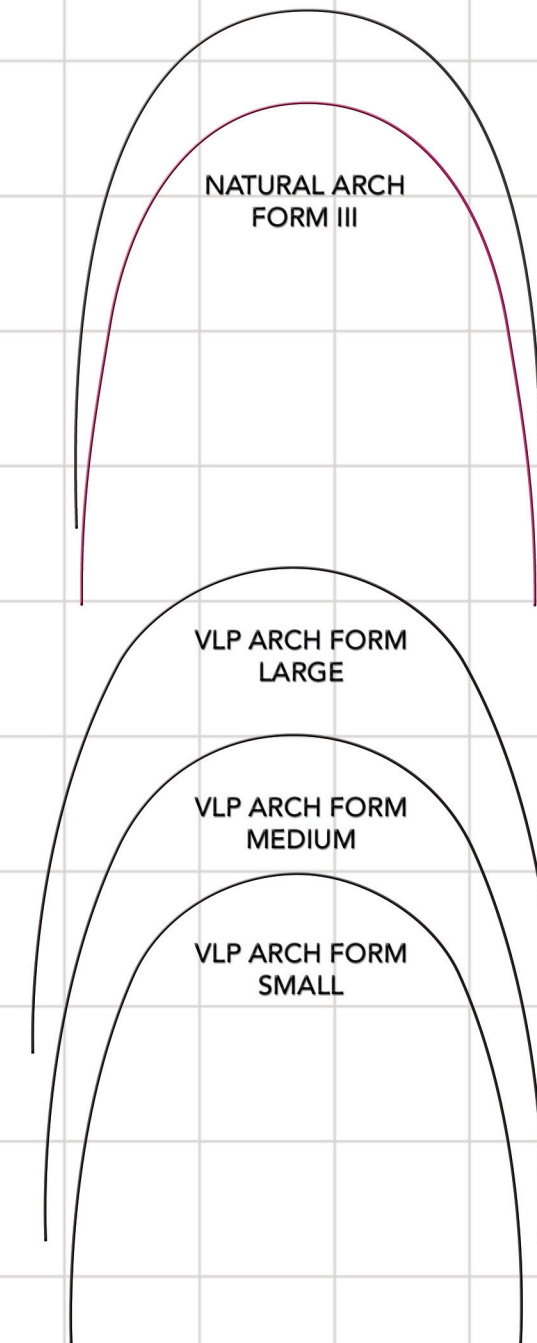 NATURAL ARCH
FORM III
VLP ARCH FORM
LARGE
VLP ARCH FORM
MEDIUM
VLP ARCH FORM
SMALL